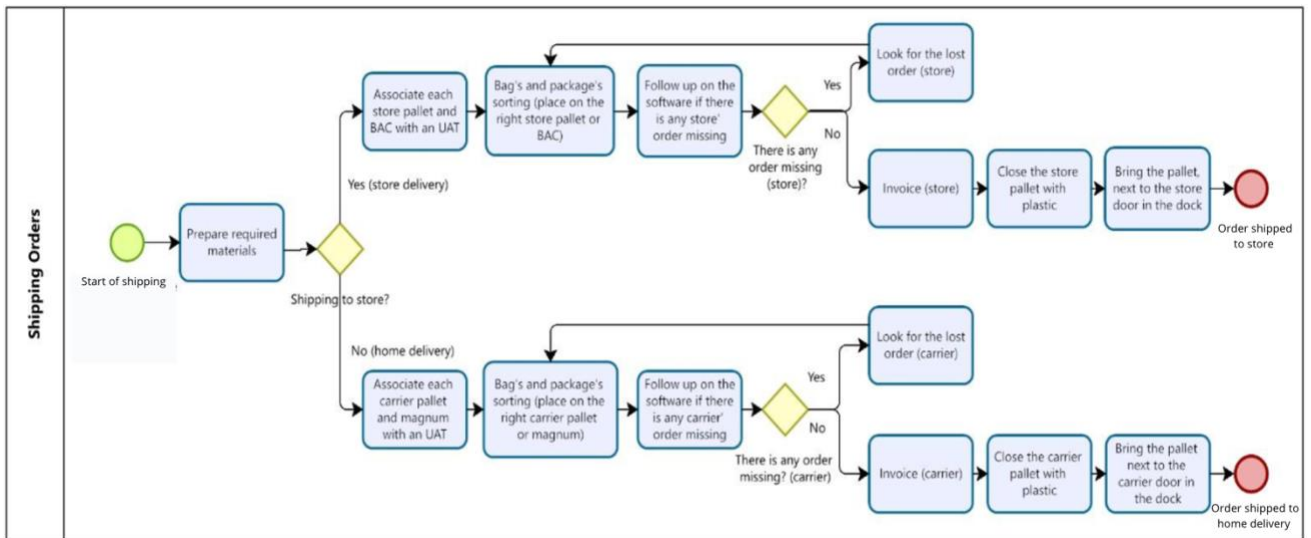 Shipping Orders
Start of shipping
Prepare required
materials
Shipping to store?
Yes (store delivery)
Associate each
store pallet and
BAC with an UAT
Bag's and package's
sorting (place on the
right store pallet or
BAC)
Follow up on the
software if there
is any store'
order missing
There is any
order missing
(store)?
Yes
Look for the lost
order (store)
No
Invoice (store)
Close the store
pallet with
plastic
Bring the pallet,
next to the store
door in the dock
Order shipped
to store
No (home delivery)
Associate each
carrier pallet
and magnum
with an UAT
Bag's and package's
sorting (place on the
right carrier pallet
or magnum)
Follow up on the
software if there
is any carrier'
order missing
There is any order
missing? (carrier)
Yes
Look for the lost
order (carrier)
No
Invoice (carrier)
Close the carrier
pallet with
plastic
Bring the pallet
next to the
carrier door in
the dock
Order shipped to
home delivery